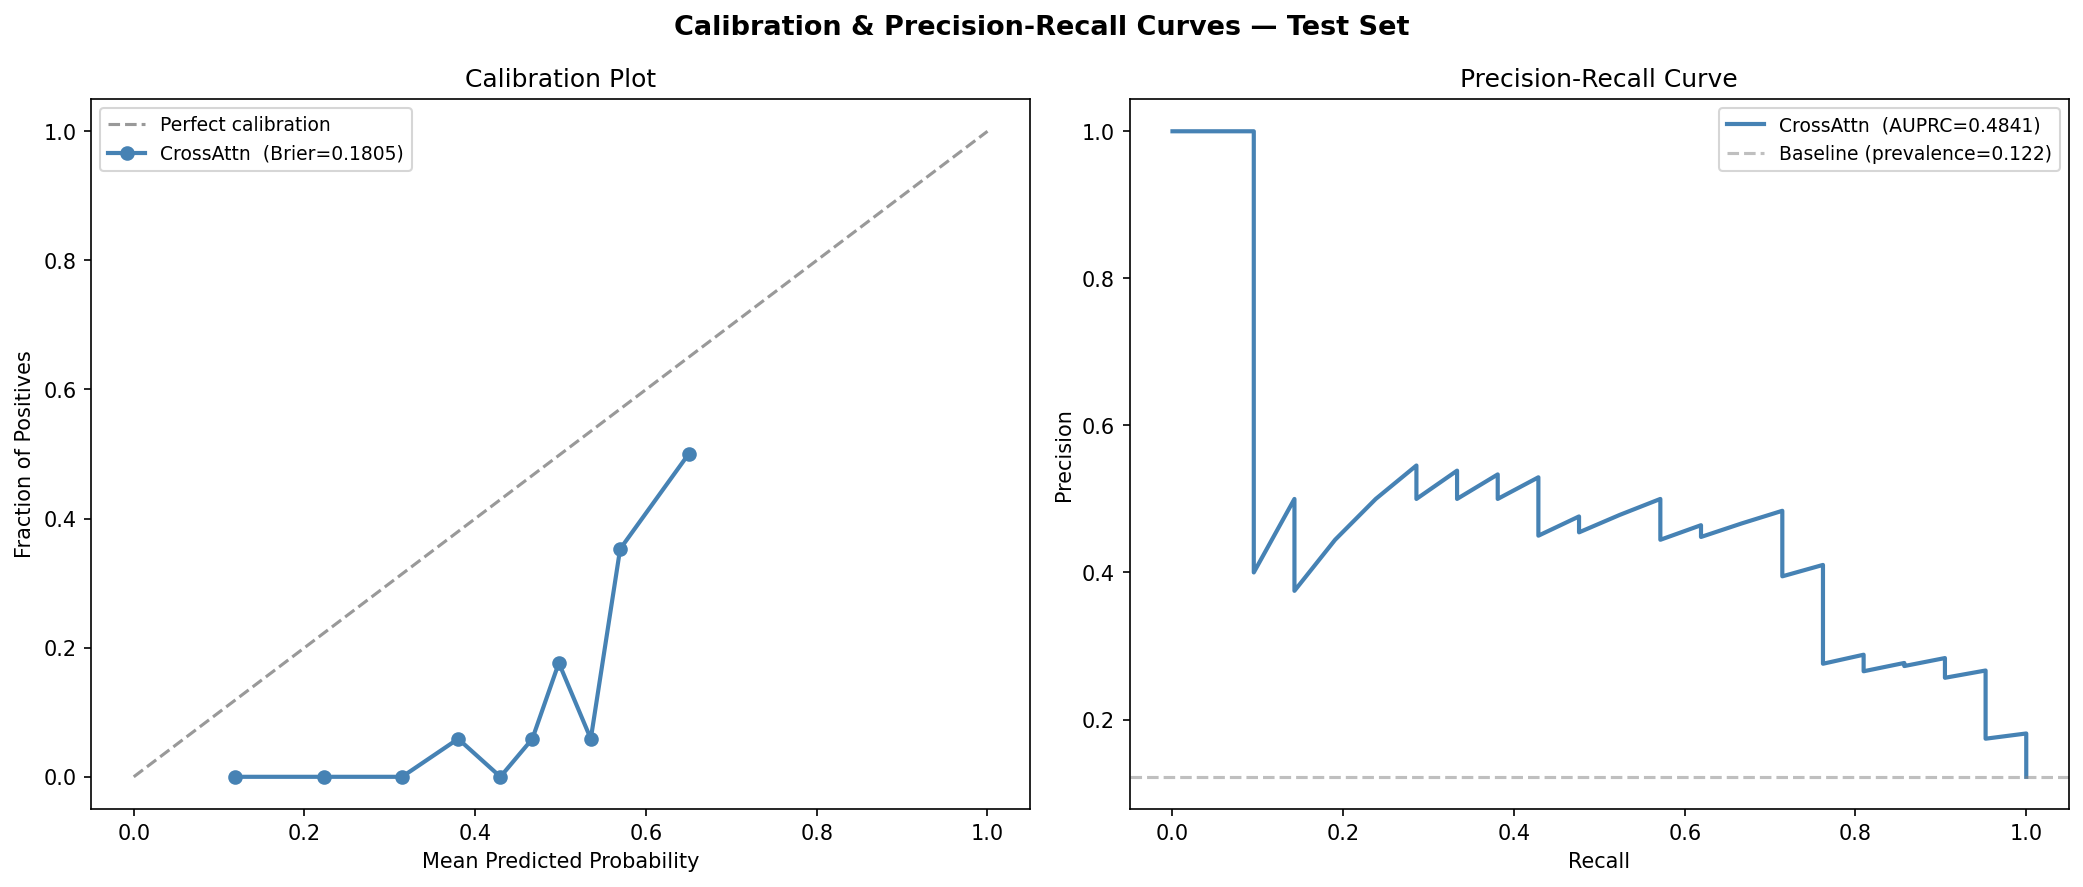 Calibration & Precision-Recall Curves — Test Set
Calibration Plot
Perfect calibration
CrossAttn (Brier=0.1805)
1.0
0.8
0.6
0.4
0.2
0.0
Fraction of Positives
0.0 0.2 0.4 0.6 0.8 1.0
Mean Predicted Probability
Precision-Recall Curve
CrossAttn (AUPRC=0.4841)
Baseline (prevalence=0.122)
1.0
0.8
0.6
0.4
0.2
Precision
0.0 0.2 0.4 0.6 0.8 1.0
Recall